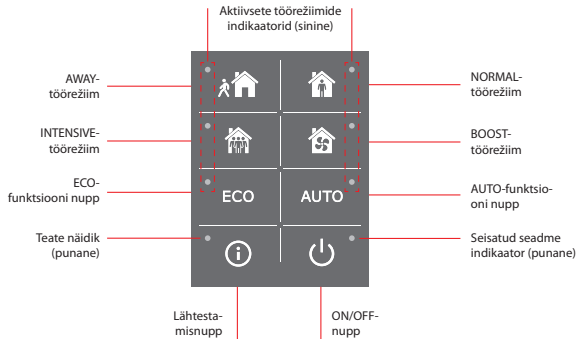 Aktiivsete töörežiimide
indikaatorid (sinine)
AWAY-
töörežiim
NORMAL-
töörežiim
INTENSIVE-
töörežiim
BOOST-
töörežiim
ECO-
funktsiooni nupp
ECO
AUTO
AUTO-funktsio-
oni nupp
Teate näidik
(punane)
Seisatud seadme
indikaator (punane)
Lähtesta-
misnupp
ON/OFF-
nupp